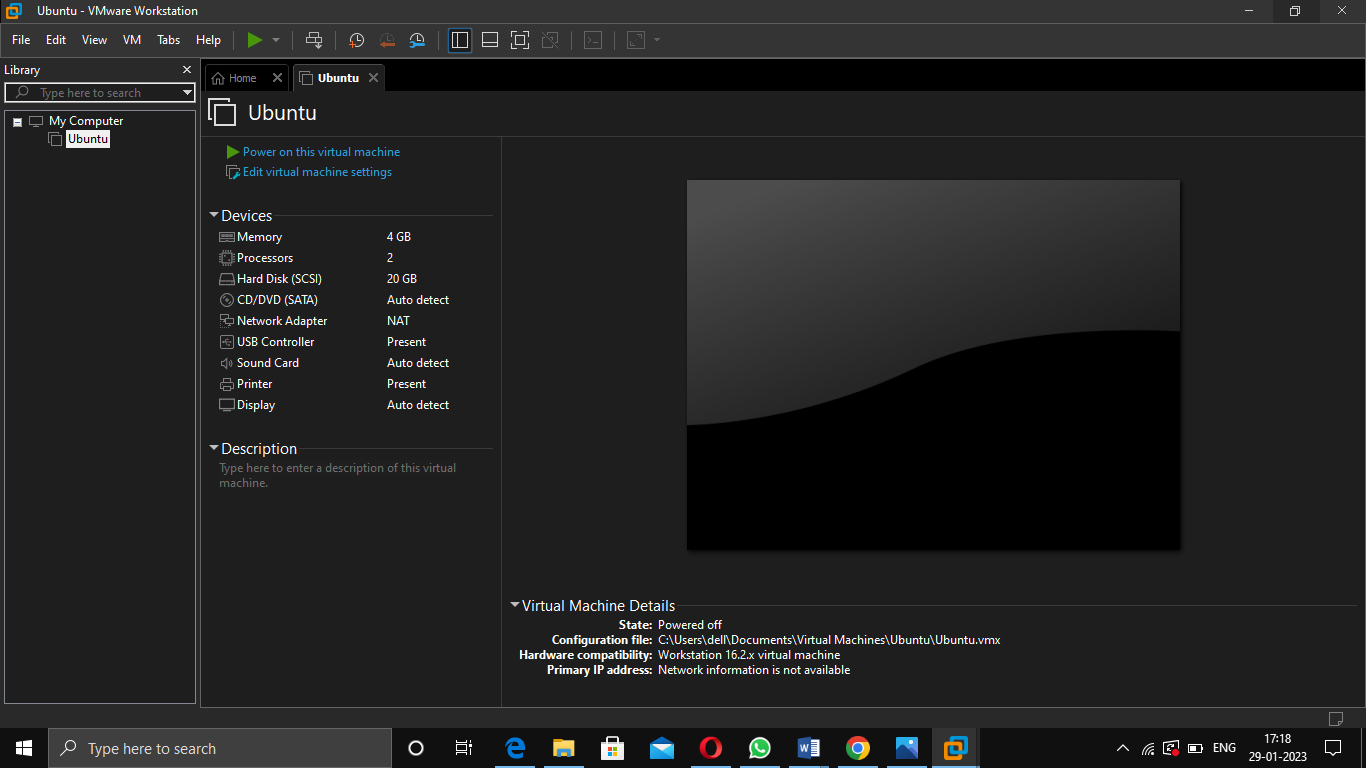 Ubuntu - VMware Workstation
File Edit View VM Tabs Help
Library
Type here to search
My Computer
Ubuntu
Home
Ubuntu
Ubuntu
Power on this virtual machine
Edit virtual machine settings
Devices
Memory 4 GB
Processors 2
Hard Disk (SCSI) 20 GB
CD/DVD (SATA) Auto detect
Network Adapter NAT
USB Controller Present
Sound Card Auto detect
Printer Present
Display Auto detect
Description
Type here to enter a description of this virtual
machine.
Virtual Machine Details
State: Powered off
Configuration file: C:\Users\dell\Documents\Virtual Machines\Ubuntu\Ubuntu.vmx
Hardware compatibility: Workstation 16.2.x virtual machine
Primary IP address: Network information is not available
Type here to search
ENG
17:18
29-01-2023